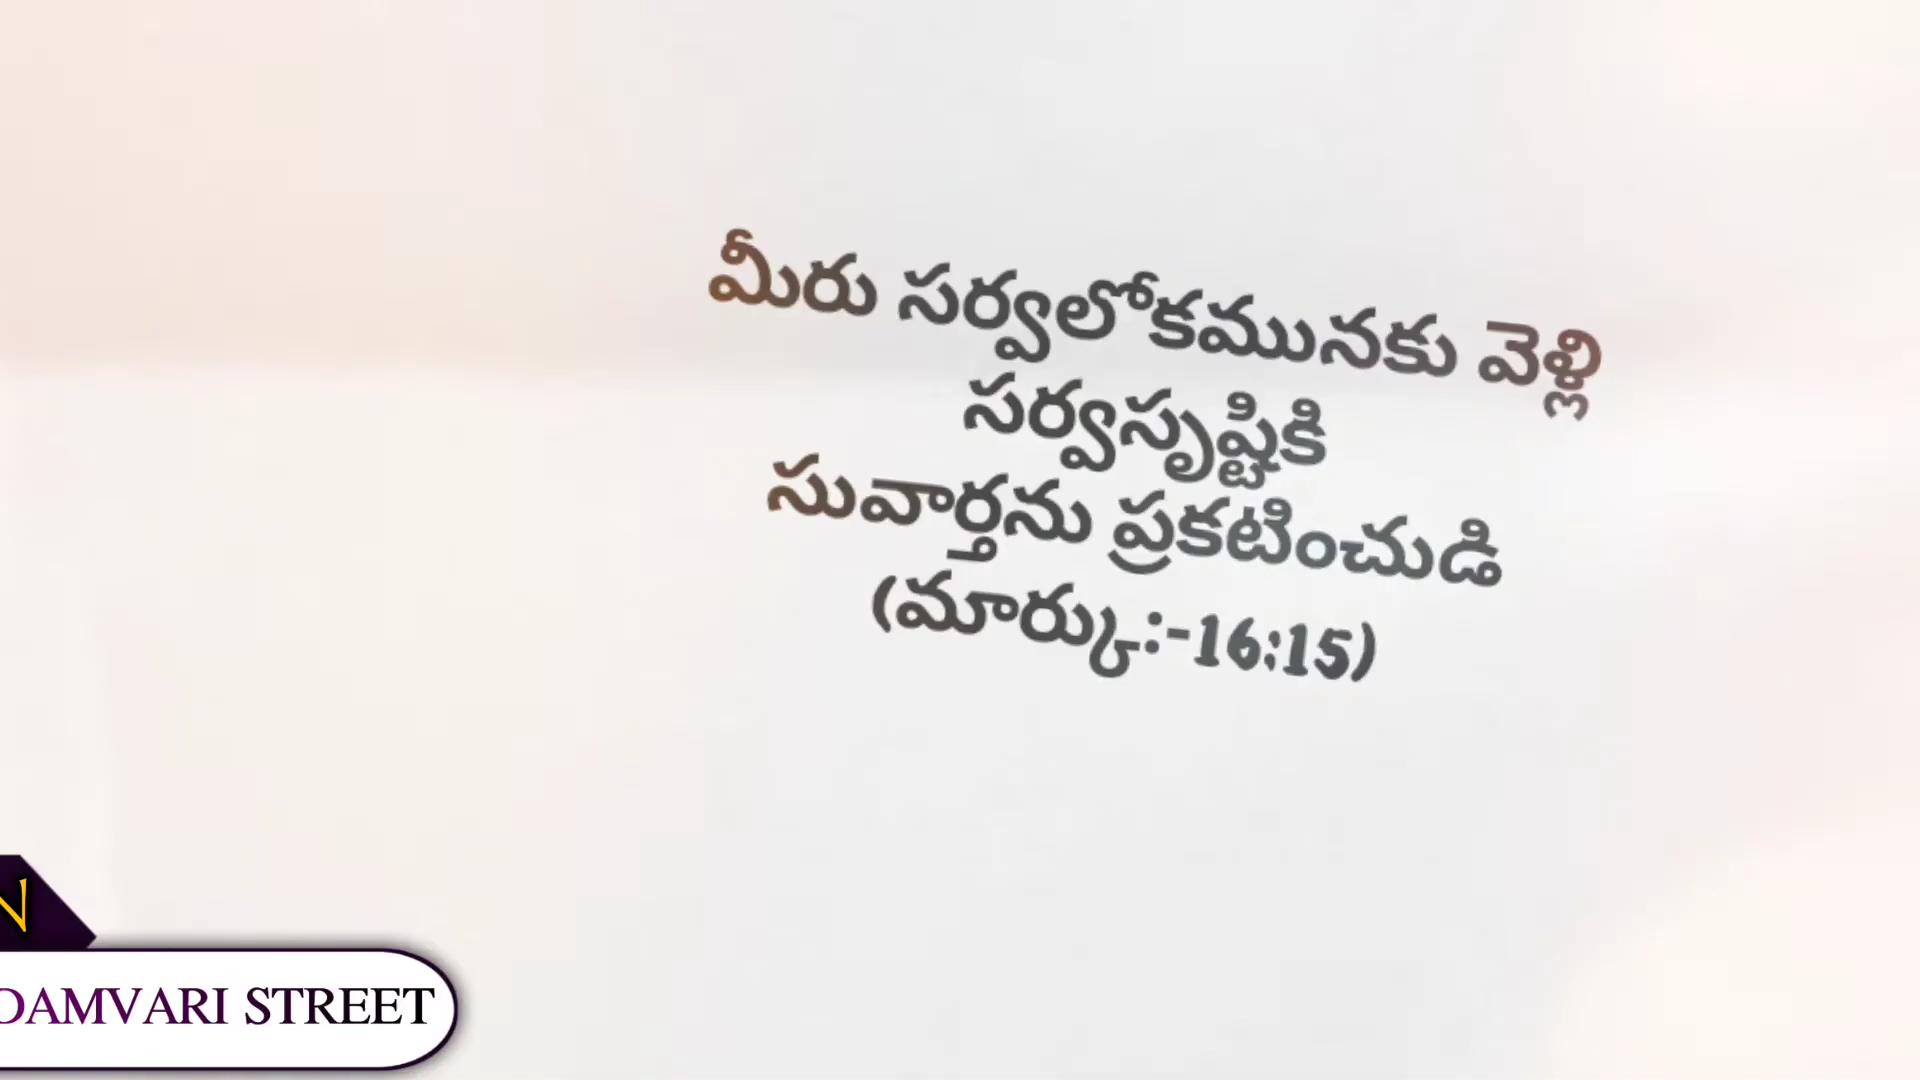 మీరు సర్వలోకమునకు వెళ్లి
సర్వసృష్టికి
సువార్తను ప్రకటించుడి
(మార్కు:-16:15)
N
DAMVARI STREET